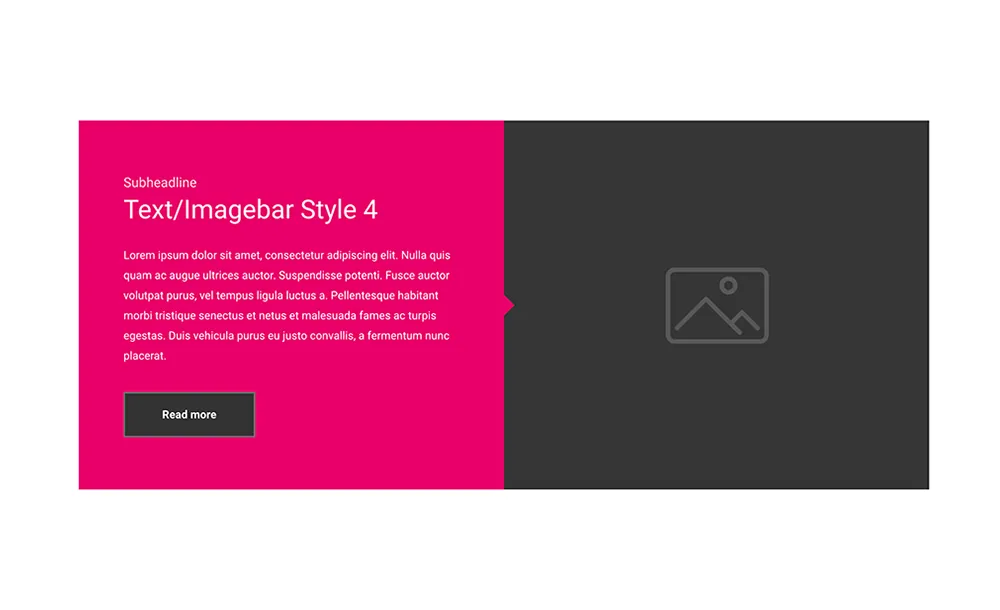 Subheadline
Text/Imagebar Style 4
Lorem ipsum dolor sit amet, consectetur adipiscing elit. Nulla quis
quam ac augue ultrices auctor. Suspendisse potenti. Fusce auctor
volutpat purus, vel tempus ligula luctus a. Pellentesque habitant
morbi tristique senectus et netus et malesuada fames ac turpis
egestas. Duis vehicula purus eu justo convallis, a fermentum nunc
placerat.
Read more